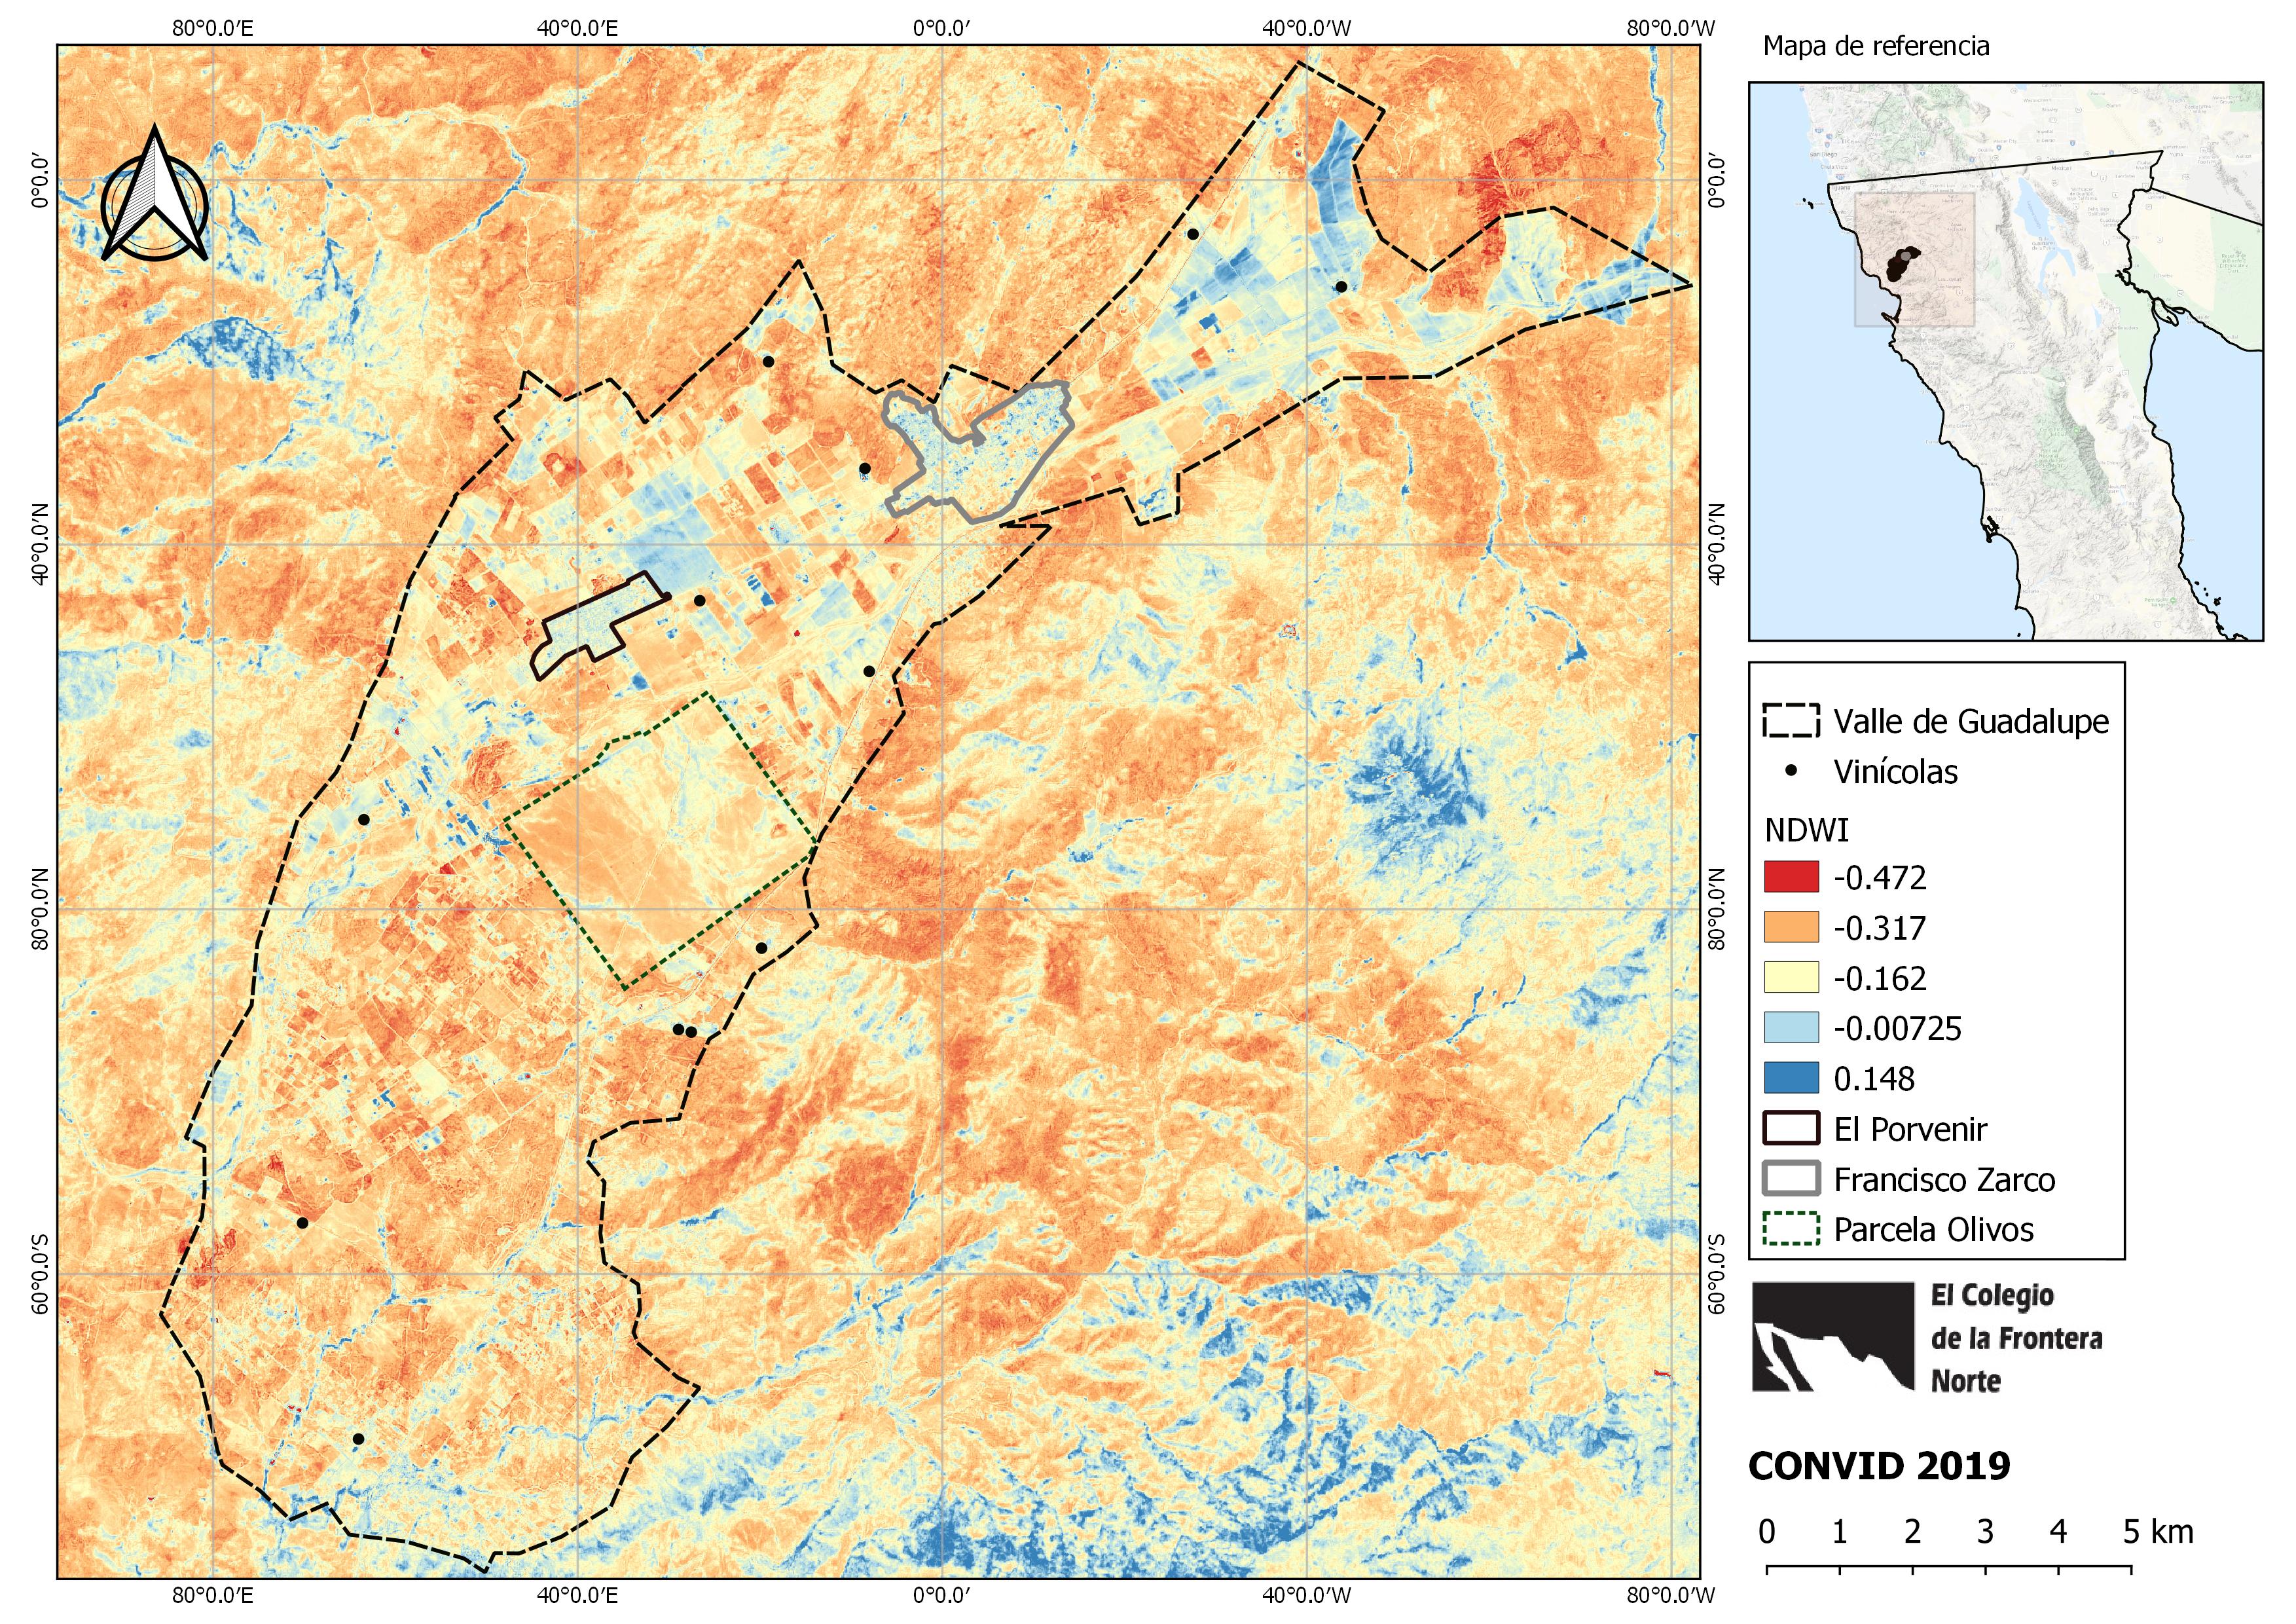 80°0.0′E 40°0.0′E 0°0.0′ 40°0.0′W 80°0.0′W
0°0.0′
40°0.0′N
80°0.0′N
60°0.0′S
0°0.0′
40°0.0′N
80°0.0′N
60°0.0′S
80°0.0′E 40°0.0′E 0°0.0′ 40°0.0′W 80°0.0′W
Mapa de referencia
Valle de Guadalupe
Vinícolas
NDWI
-0.472
-0.317
-0.162
-0.00725
0.148
El Porvenir
Francisco Zarco
Parcela Olivos
El Colegio
de la Frontera
Norte
CONVID 2019
0 1 2 3 4 5 km